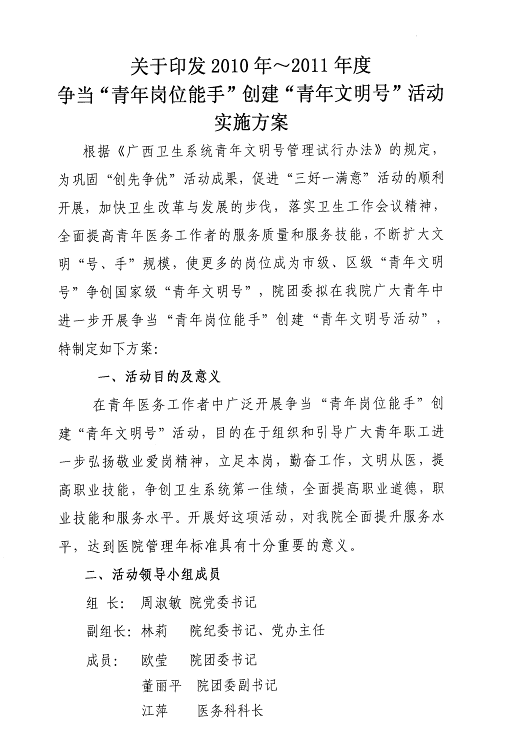 关于印发 2010 年～2011 年度
争当“青年岗位能手”创建“青年文明号”活动
实施方案
根据《广西卫生系统青年文明号管理试行办法》的规定，
为巩固“创先争优”活动成果，促进“三好一满意”活动的顺利
开展，加快卫生改革与发展的步伐，落实卫生工作会议精神，
全面提高青年医务工作者的服务质量和服务技能，不断扩大文
明“号、手”规模，使更多的岗位成为市级、区级“青年文明
号”争创国家级“青年文明号”，院团委拟在我院广大青年中
进一步开展争当“青年岗位能手”创建“青年文明号活动”，
特制定如下方案：
一、活动目的及意义
在青年医务工作者中广泛开展争当“青年岗位能手”创
建“青年文明号”活动，目的在于组织和引导广大青年职工进
一步弘扬敬业爱岗精神，立足本岗，勤奋工作，文明从医，提
高职业技能，争创卫生系统第一佳绩，全面提高职业道德，职
业技能和服务水平。开展好这项活动，对我院全面提升服务水
平，达到医院管理年标准具有十分重要的意义。
二、活动领导小组成员
组 长： 周淑敏 院党委书记
副组长：林莉 院纪委书记、党办主任
成员： 欧莹 院团委书记
董丽平 院团委副书记
江萍 医务科科长